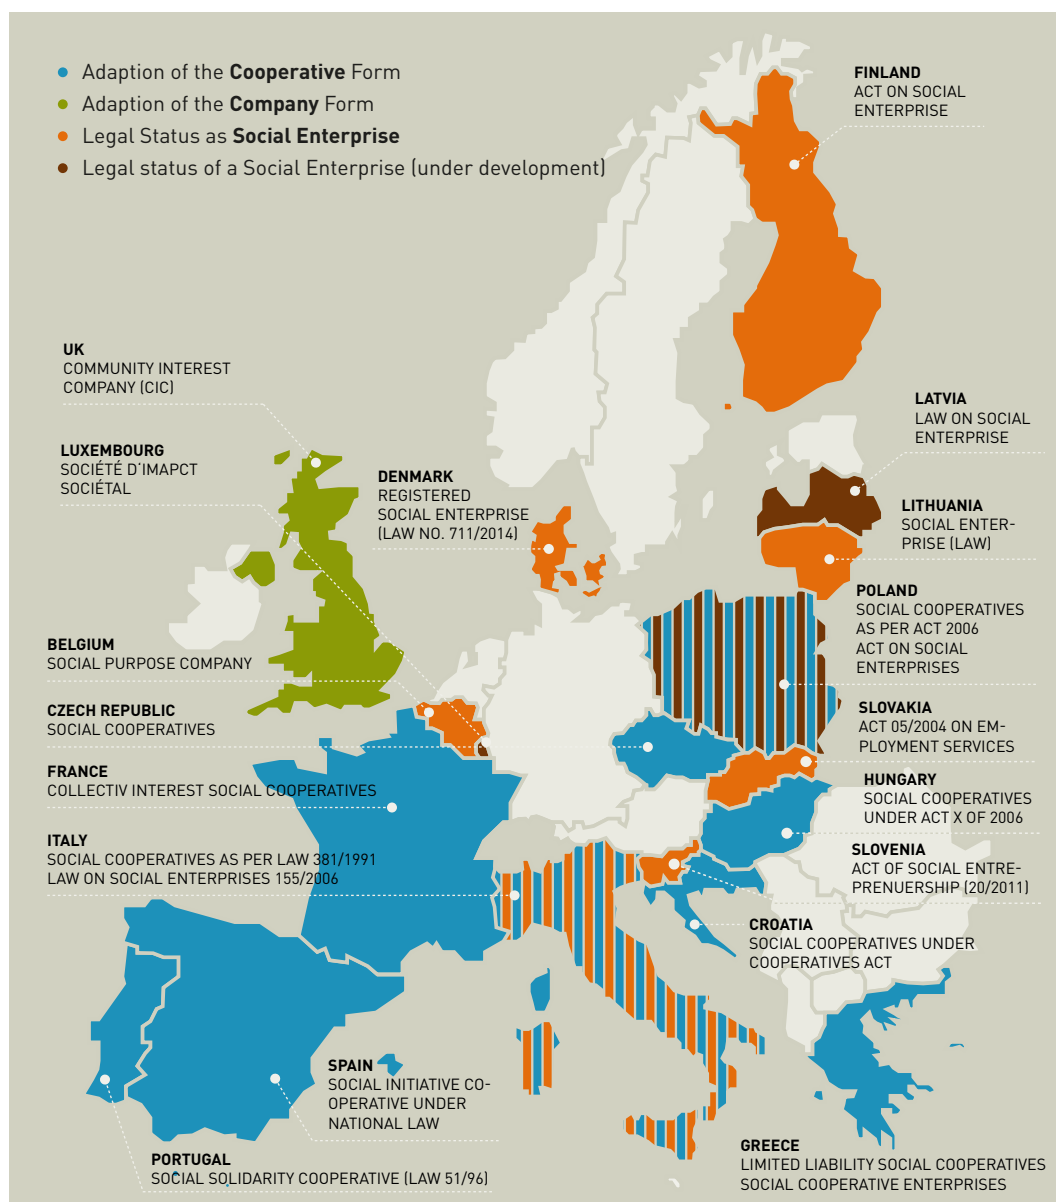 Adaption of the Cooperative Form
Adaption of the Company Form
Legal Status as Social Enterprise
Legal status of a Social Enterprise (under development)
FINLAND
ACT ON SOCIAL
ENTERPRISE
UK
COMMUNITY INTEREST
COMPANY (CIC)
LATVIA
LAW ON SOCIAL
ENTERPRISE
LUXEMBOURG
SOCIÉTÉ D'IMAPCT
SOCIÉTAL
DENMARK
REGISTERED
SOCIAL ENTERPRISE
(LAW NO. 711/2014)
LITHUANIA
SOCIAL ENTER-
PRISE (LAW)
POLAND
SOCIAL COOPERATIVES
AS PER ACT 2006
ACT ON SOCIAL
ENTERPRISES
BELGIUM
SOCIAL PURPOSE COMPANY
CZECH REPUBLIC
SOCIAL COOPERATIVES
SLOVAKIA
ACT 05/2004 ON EM-
PLOYMENT SERVICES
FRANCE
COLLECTIV INTEREST SOCIAL COOPERATIVES
HUNGARY
SOCIAL COOPERATIVES
UNDER ACT X OF 2006
ITALY
SOCIAL COOPERATIVES AS PER LAW 381/1991
LAW ON SOCIAL ENTERPRISES 155/2006
SLOVENIA
ACT OF SOCIAL ENTRE-
PRENUERSHIP (20/2011)
CROATIA
SOCIAL COOPERATIVES UNDER
COOPERATIVES ACT
SPAIN
SOCIAL INITIATIVE CO-
OPERATIVE UNDER
NATIONAL LAW
PORTUGAL
SOCIAL SOLIDARITY COOPERATIVE (LAW 51/96)
GREECE
LIMITED LIABILITY SOCIAL COOPERATIVES
SOCIAL COOPERATIVE ENTERPRISES